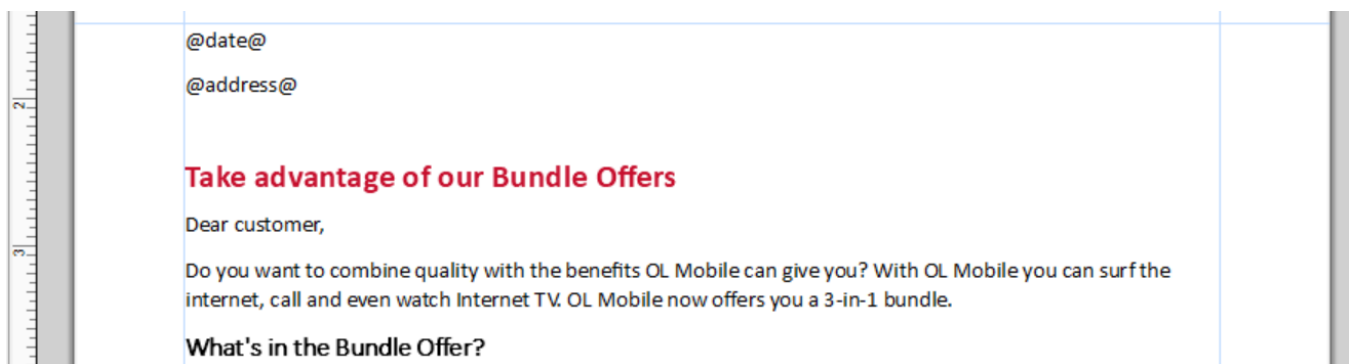 @date@
@address@
2
Take advantage of our Bundle Offers
Dear customer,
3
Do you want to combine quality with the benefits OL Mobile can give you? With OL Mobile you can surf the
internet, call and even watch Internet TV. OL Mobile now offers you a 3-in-1 bundle.
What's in the Bundle Offer?